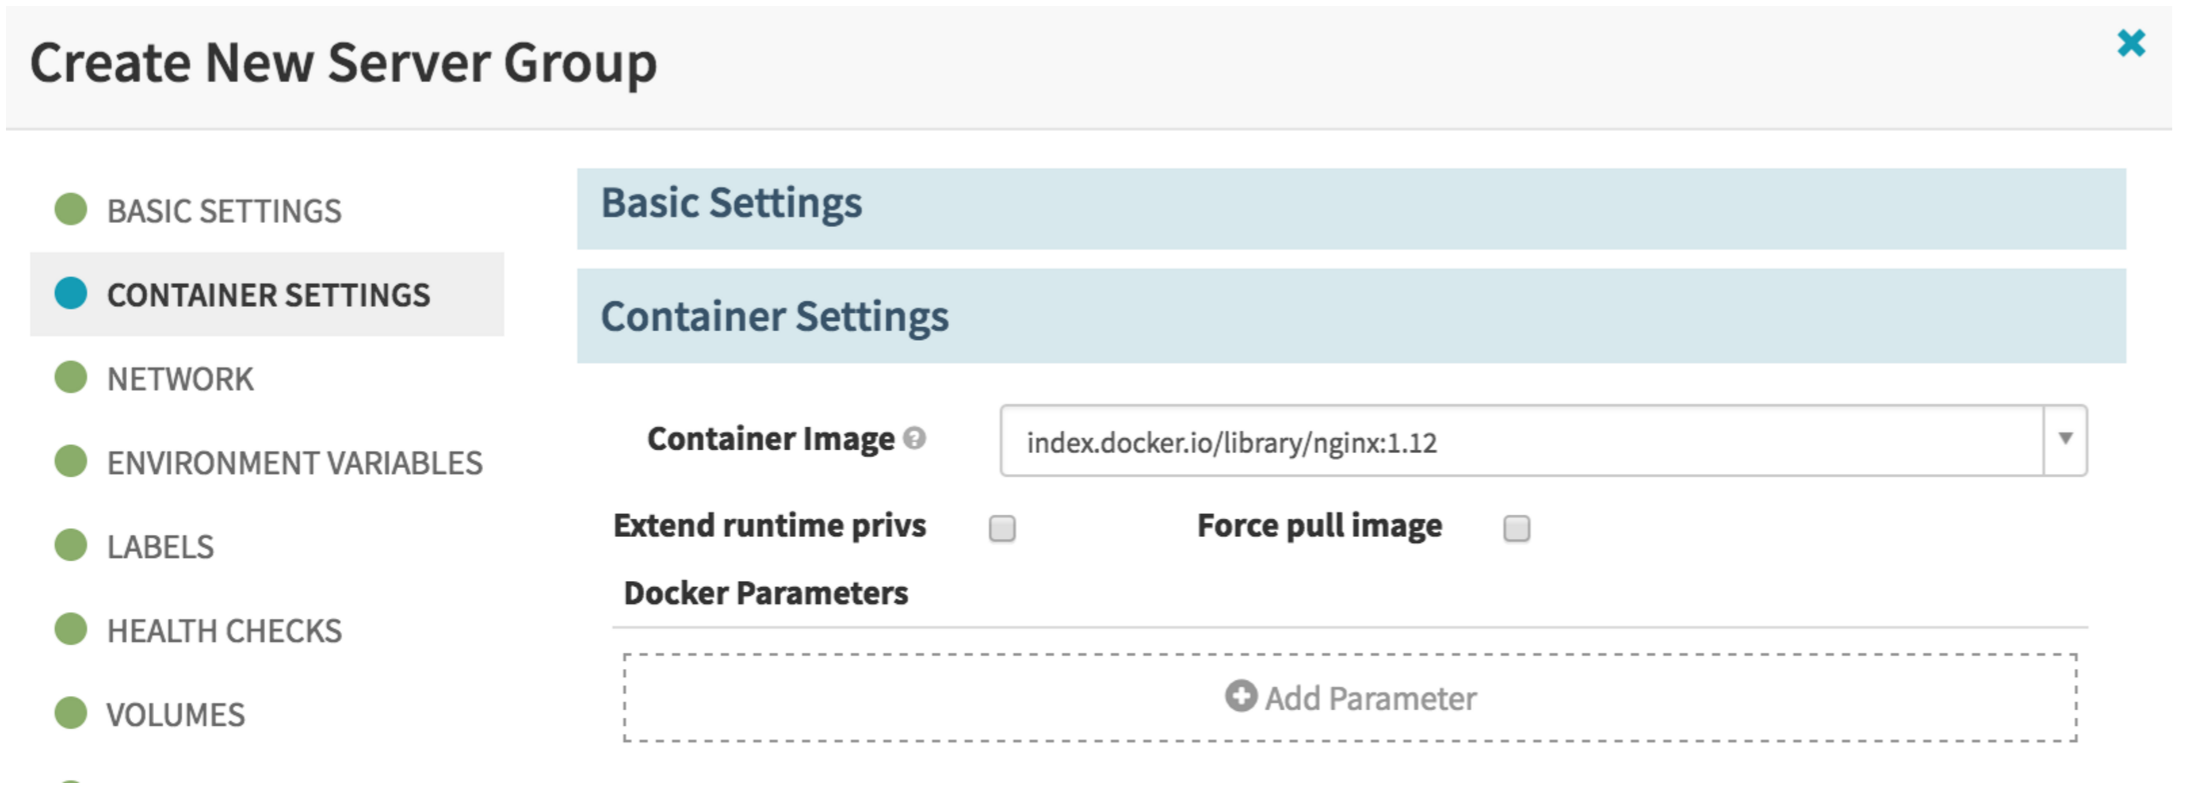 Create New Server Group
BASIC SETTINGS
CONTAINER SETTINGS
NETWORK
ENVIRONMENT VARIABLES
LABELS
HEALTH CHECKS
VOLUMES
Basic Settings
Container Settings
Container Image
index.docker.io/library/nginx:1.12
Extend runtime privs
Force pull image
Docker Parameters
Add Parameter